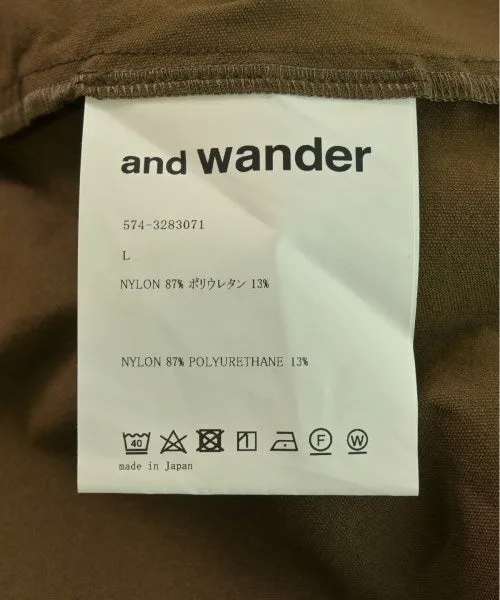 and wander
574-3283071
L
NYLON 87% ポリウレタン 13%
NYLON 87% POLYURETHANE 13%
40 F W
made in Japan